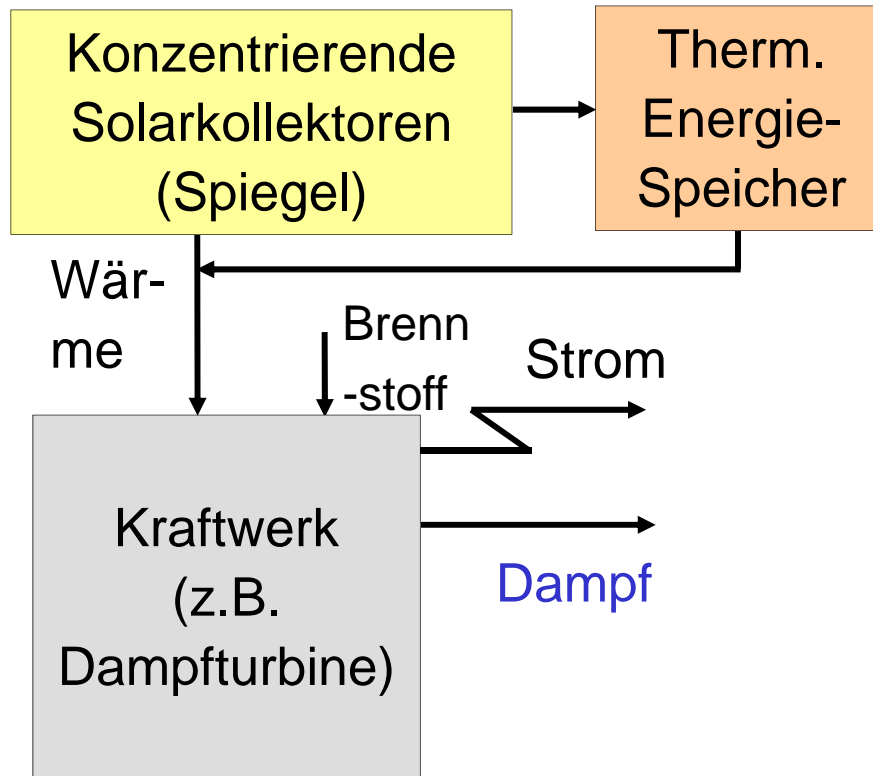 Konzentrierende
Solarkollektoren
(Spiegel)
Therm.
Energie-
Speicher
Wär-
me
Brenn
-stoff
Strom
Kraftwerk
(z.B.
Dampfturbine)
Dampf